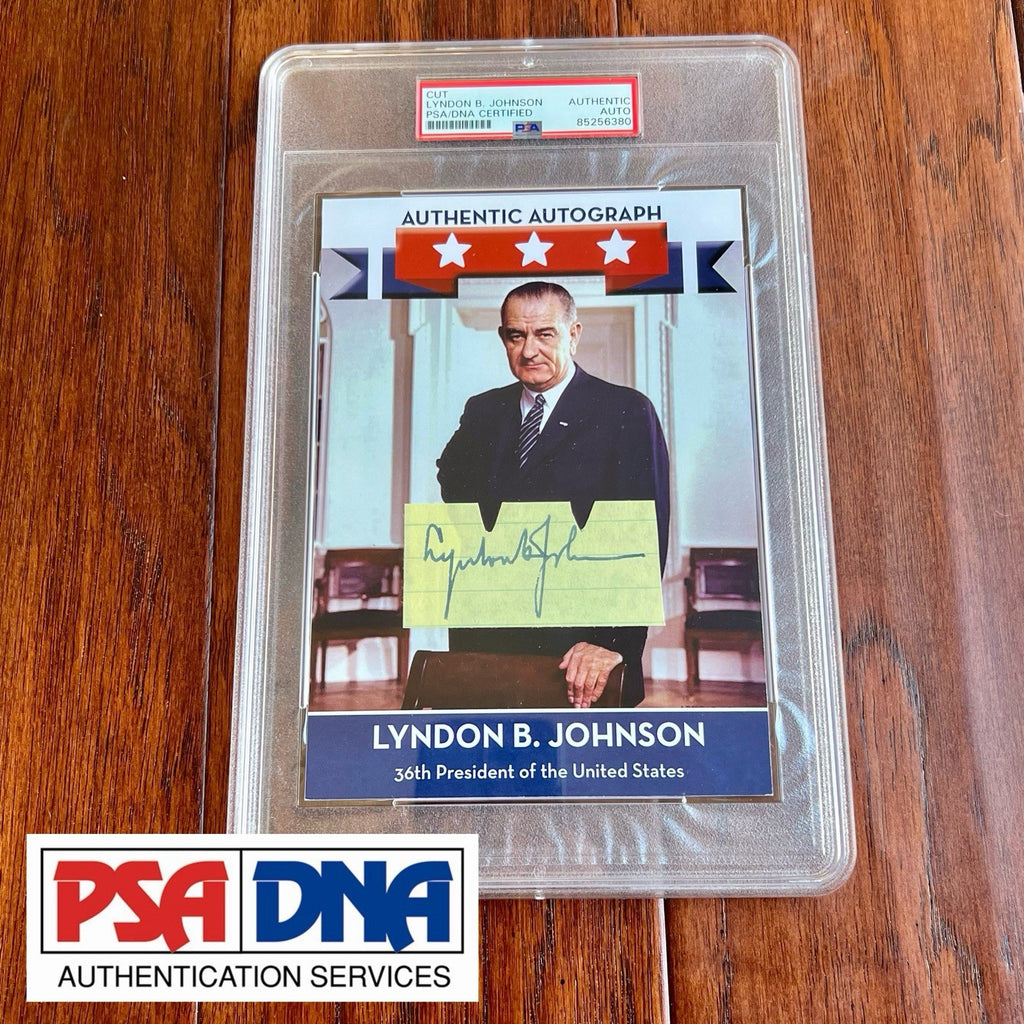 CUT
LYNDON B. JOHNSON
PSA/DNA CERTIFIED
AUTHENTIC
AUTO
85256380
PSA
AUTHENTIC AUTOGRAPH
Lyndon B Johnson
LYNDON B. JOHNSON
36th President of the United States
PSA DNA
AUTHENTICATION SERVICES